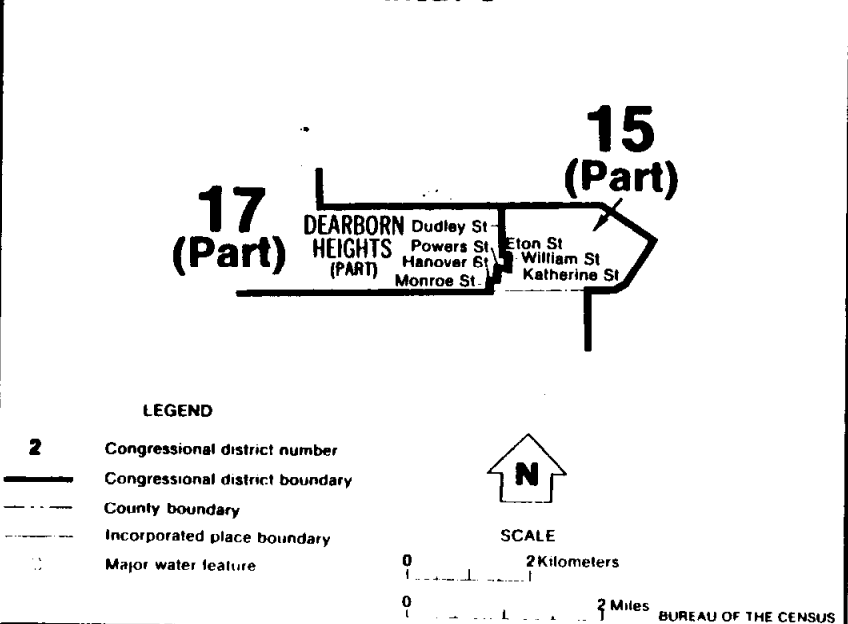 15
(Part)
17
(Part)
DEARBORN
HEIGHTS
(PART)
Dudley St
Powers St
Hanover St
Monroe St
Eton St
William St
Katherine St
LEGEND
2 Congressional district number
Congressional district boundary
County boundary
Incorporated place boundary
Major water feature
N
SCALE
0 2 Kilometers
0 2 Miles
BUREAU OF THE CENSUS